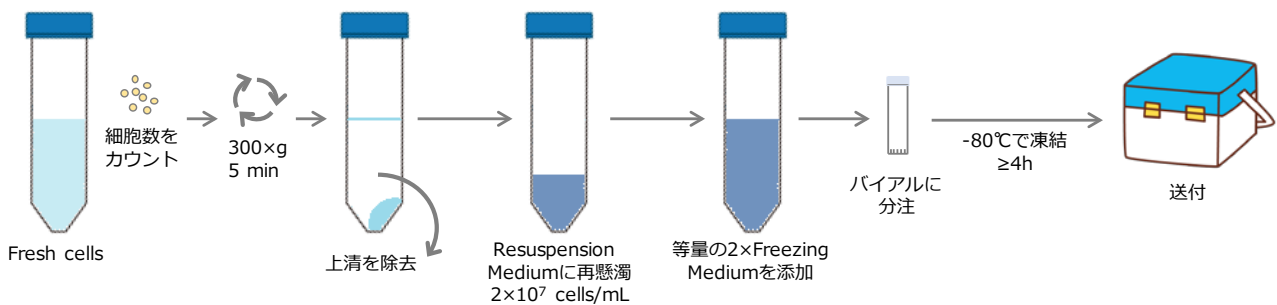 Fresh cells
細胞数を
カウント
300×g
5 min
上清を除去
Resuspension
Mediumに再懸濁
2×10⁷ cells/mL
等量の2×Freezing
Mediumを添加
バイアルに
分注
-80℃で凍結
≥4h
送付